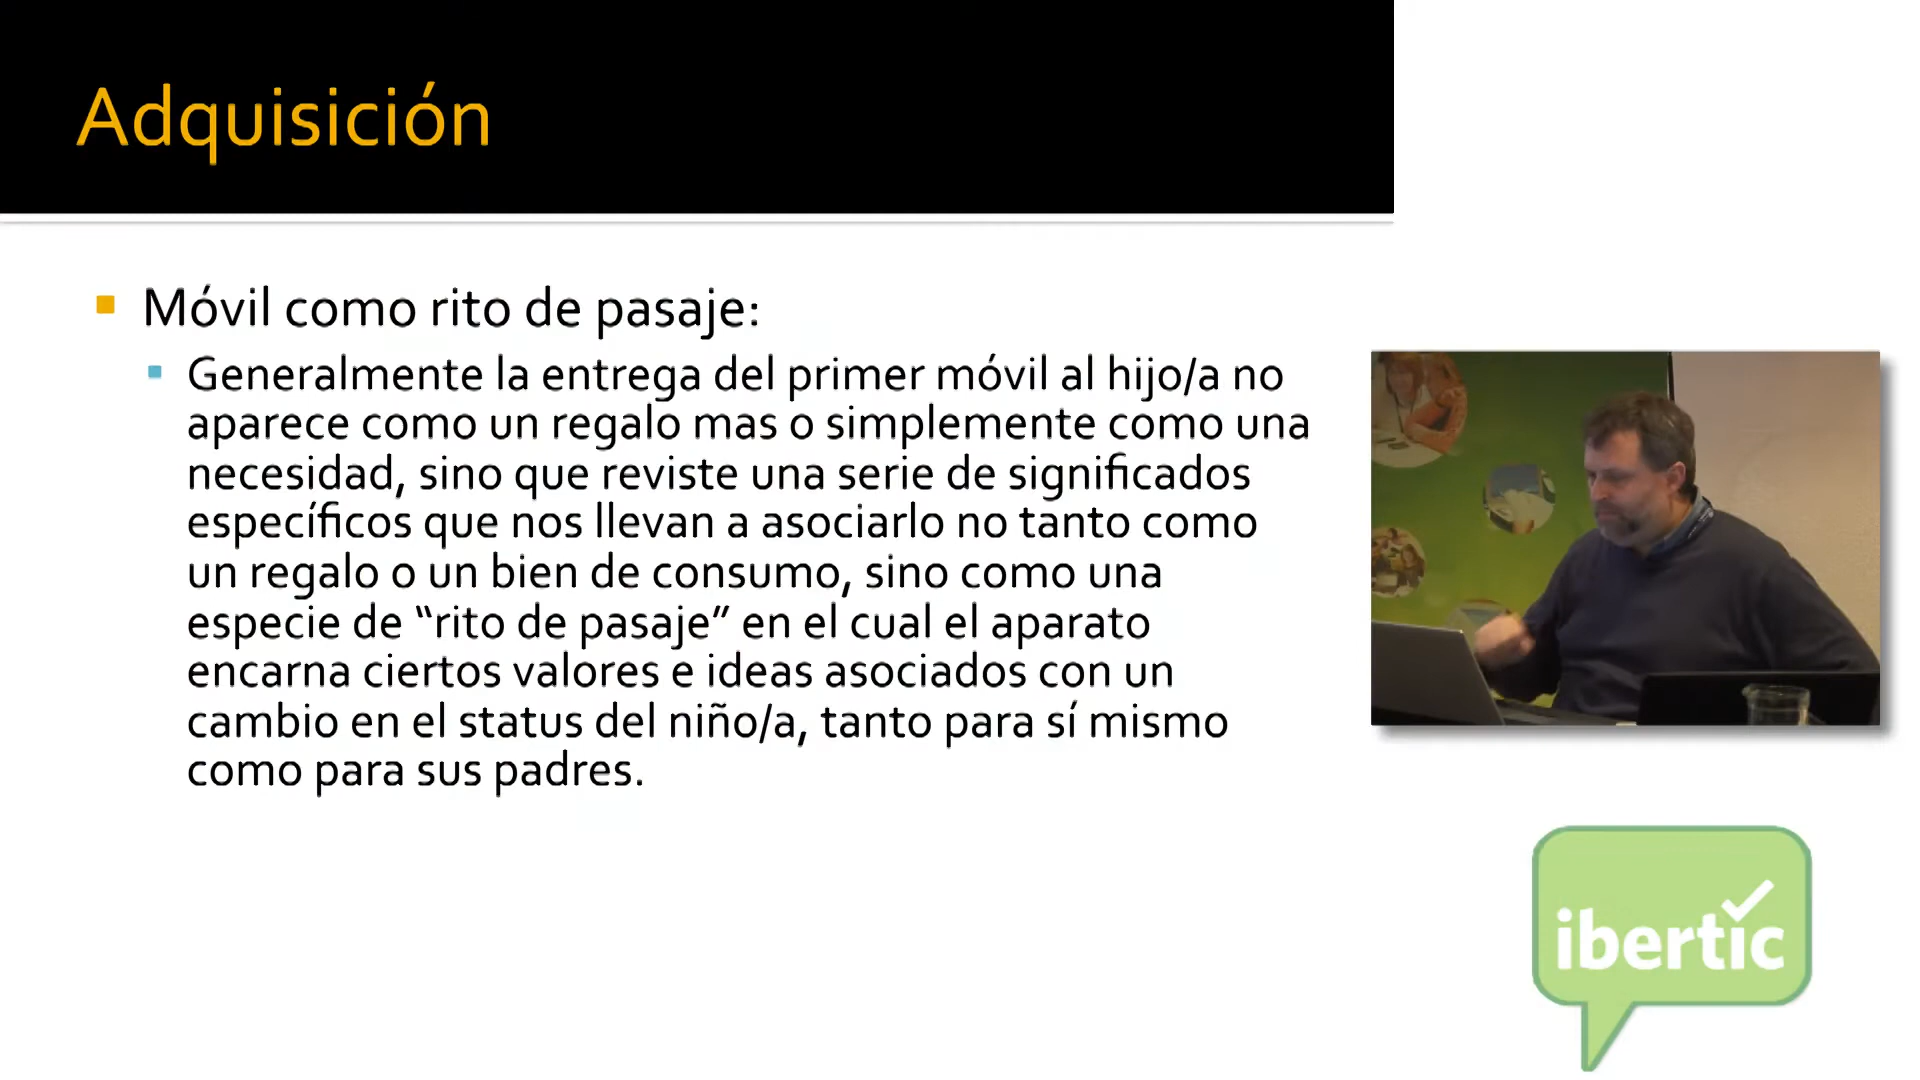 Adquisición
Móvil como rito de pasaje:
Generalmente la entrega del primer móvil al hijo/a no
aparece como un regalo mas o simplemente como una
necesidad, sino que reviste una serie de significados
específicos que nos llevan a asociarlo no tanto como
un regalo o un bien de consumo, sino como una
especie de “rito de pasaje” en el cual el aparato
encarna ciertos valores e ideas asociados con un
cambio en el status del niño/a, tanto para sí mismo
como para sus padres.
ibertic